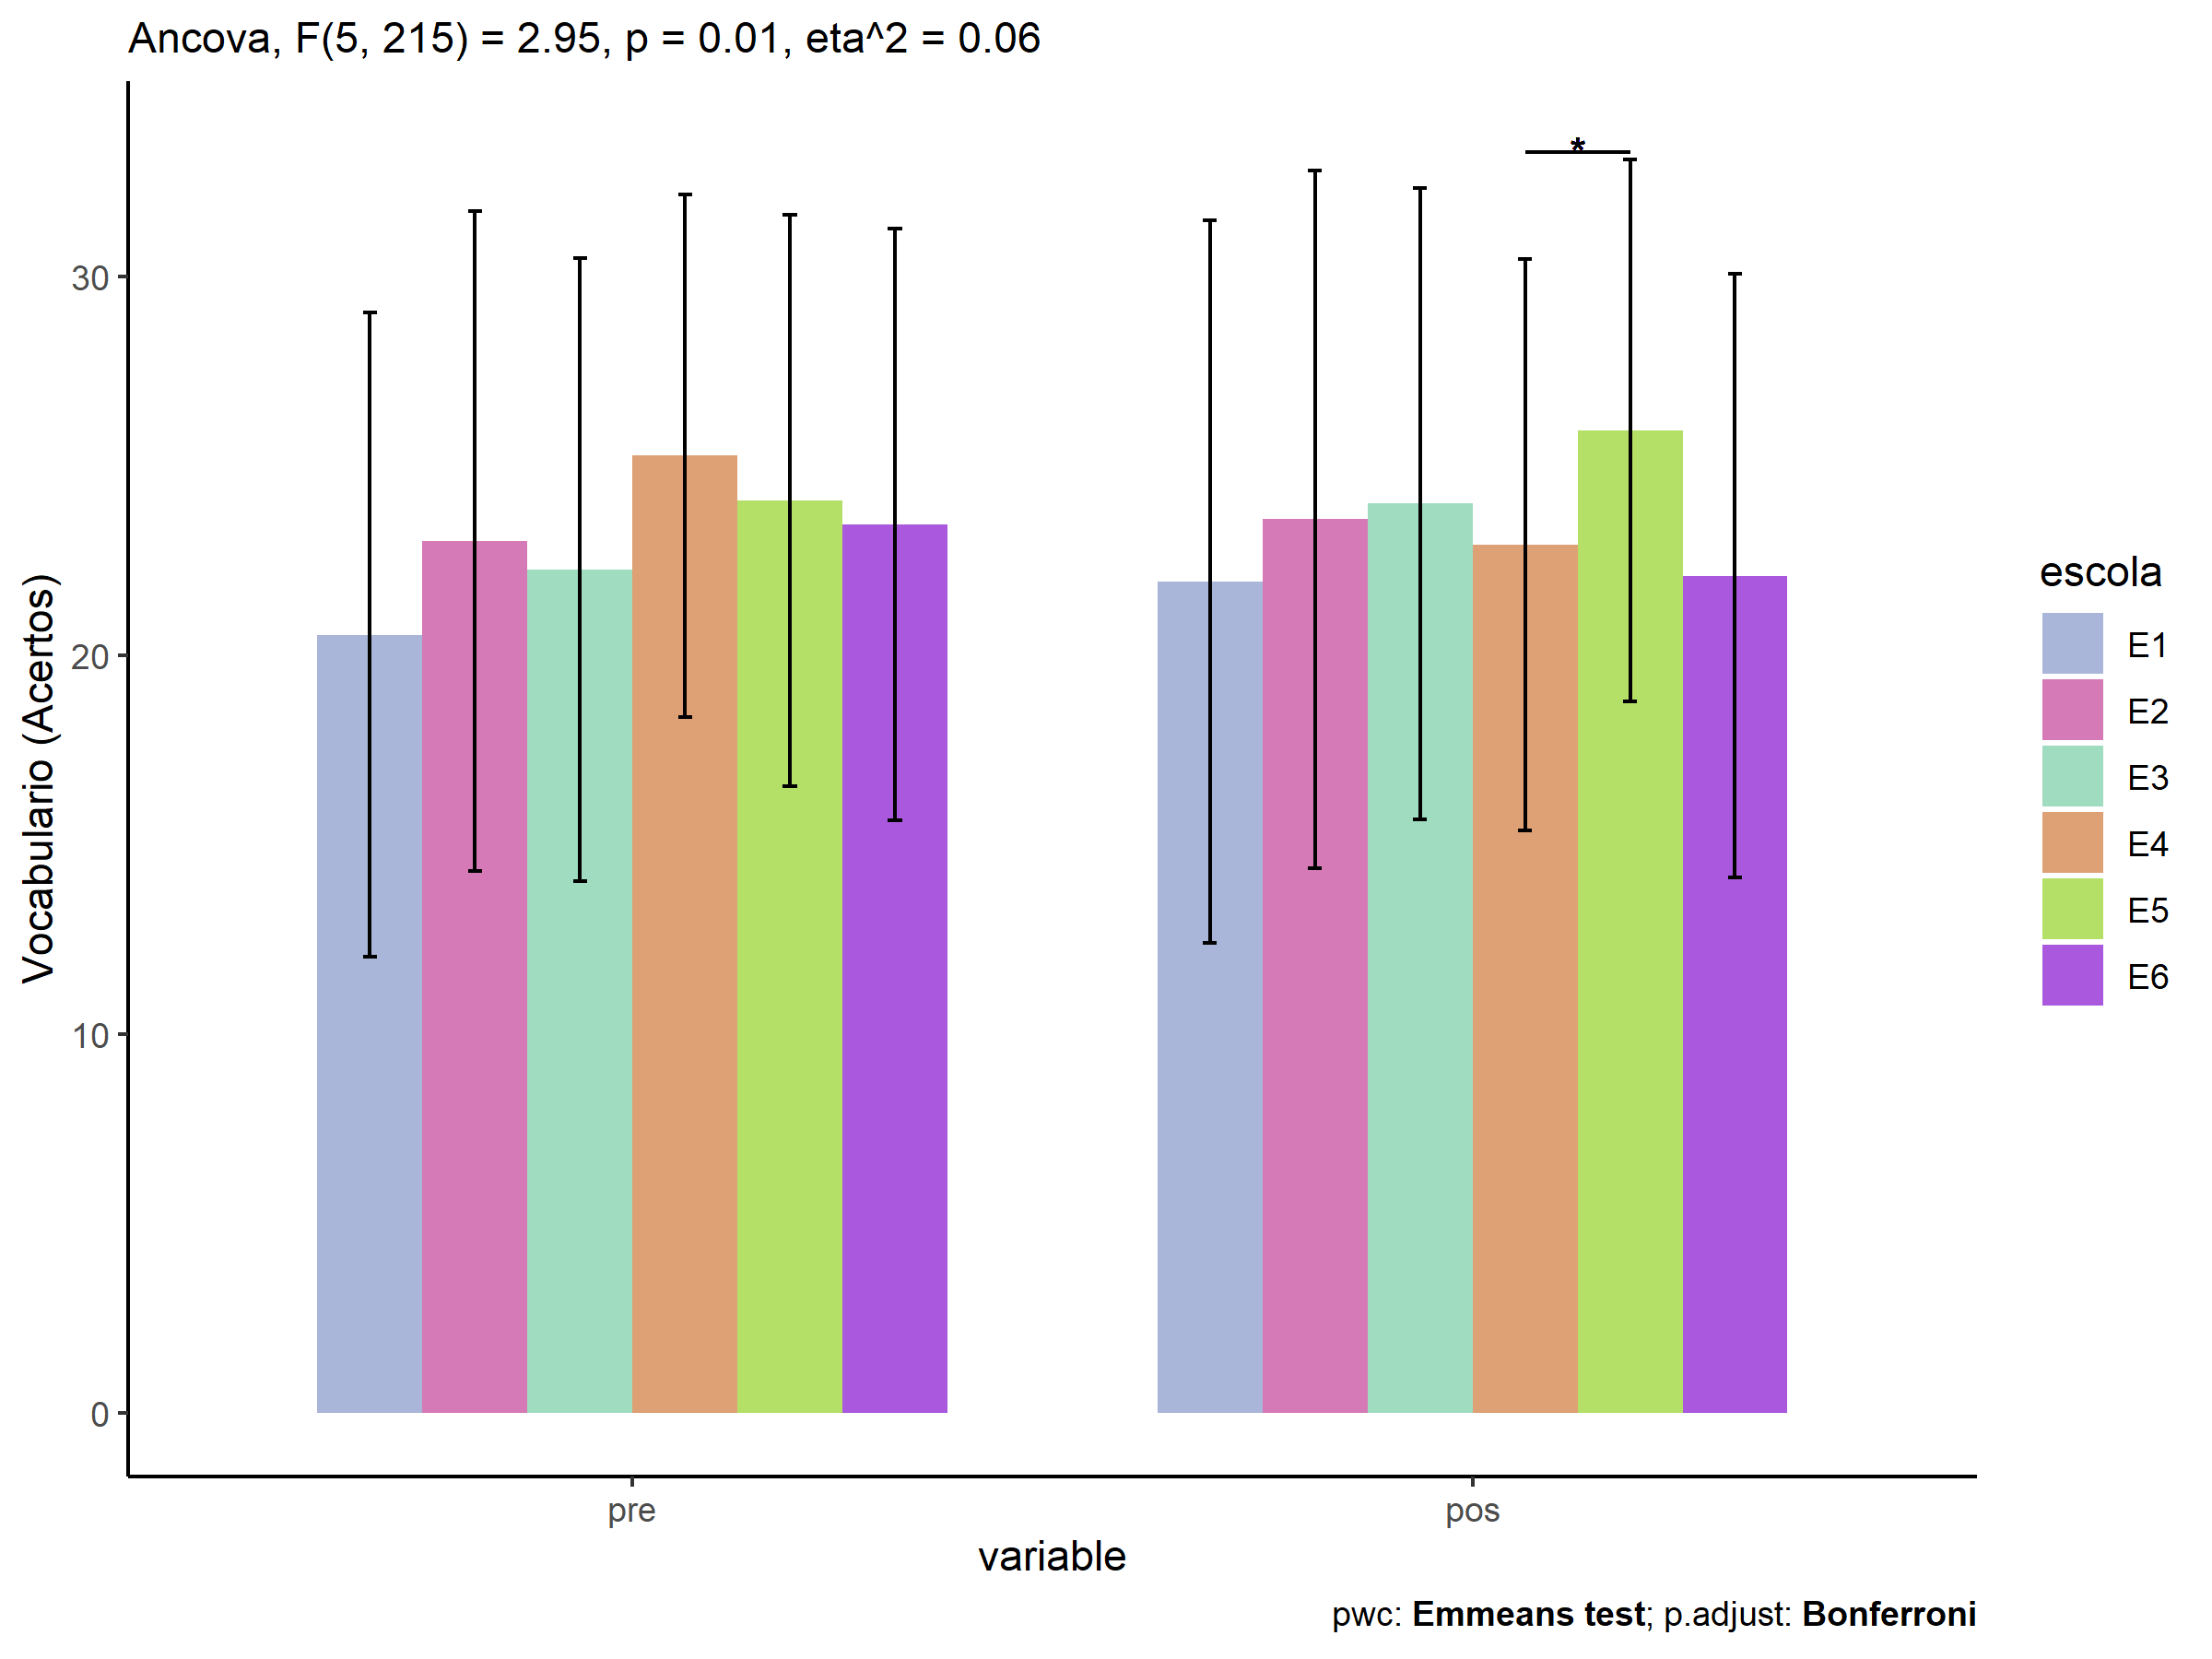 Ancova, F(5, 215) = 2.95, p = 0.01, eta^2 = 0.06
*
30
20
10
0
Vocabulario (Acertos)
pre
pos
variable
escola
E1
E2
E3
E4
E5
E6
pwc: Emmeans test; p.adjust: Bonferroni